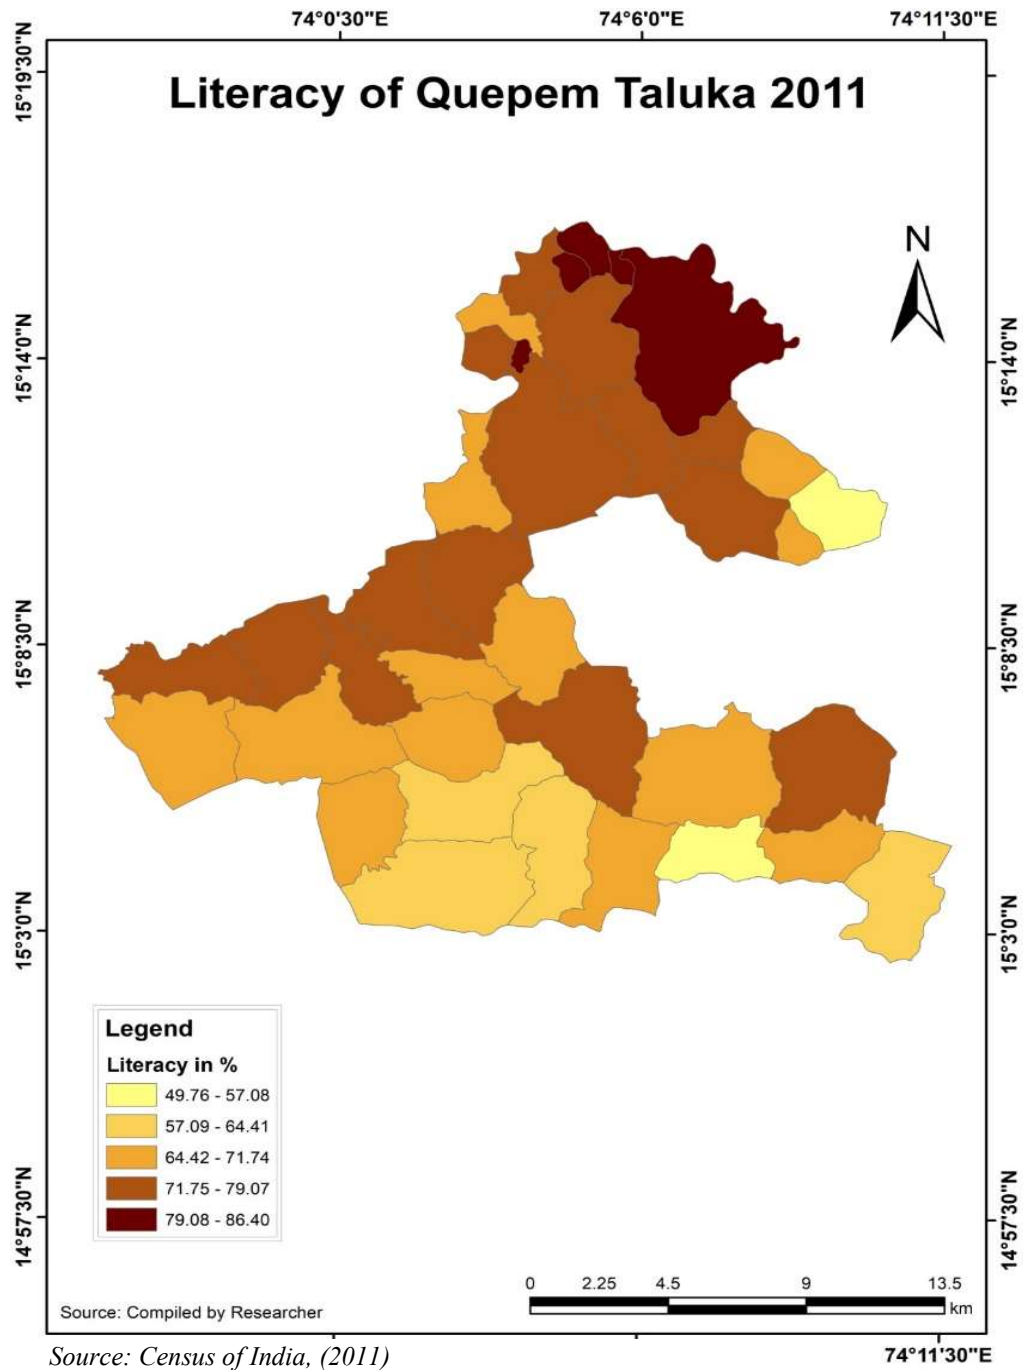 74°0'30"E 74°6'0"E 74°11'30"E
Literacy of Quepem Taluka 2011
15°19'30"N
N
15°14'0"N 15°14'0"N
15°8'30"N 15°8'30"N
15°3'0"N 15°3'0"N
Legend
Literacy in %
49.76 - 57.08
57.09 - 64.41
64.42 - 71.74
71.75 - 79.07
79.08 - 86.40
14°57'30"N 14°57'30"N
0 2.25 4.5 9 13.5
km
Source: Compiled by Researcher
Source: Census of India, (2011)
74°11'30"E